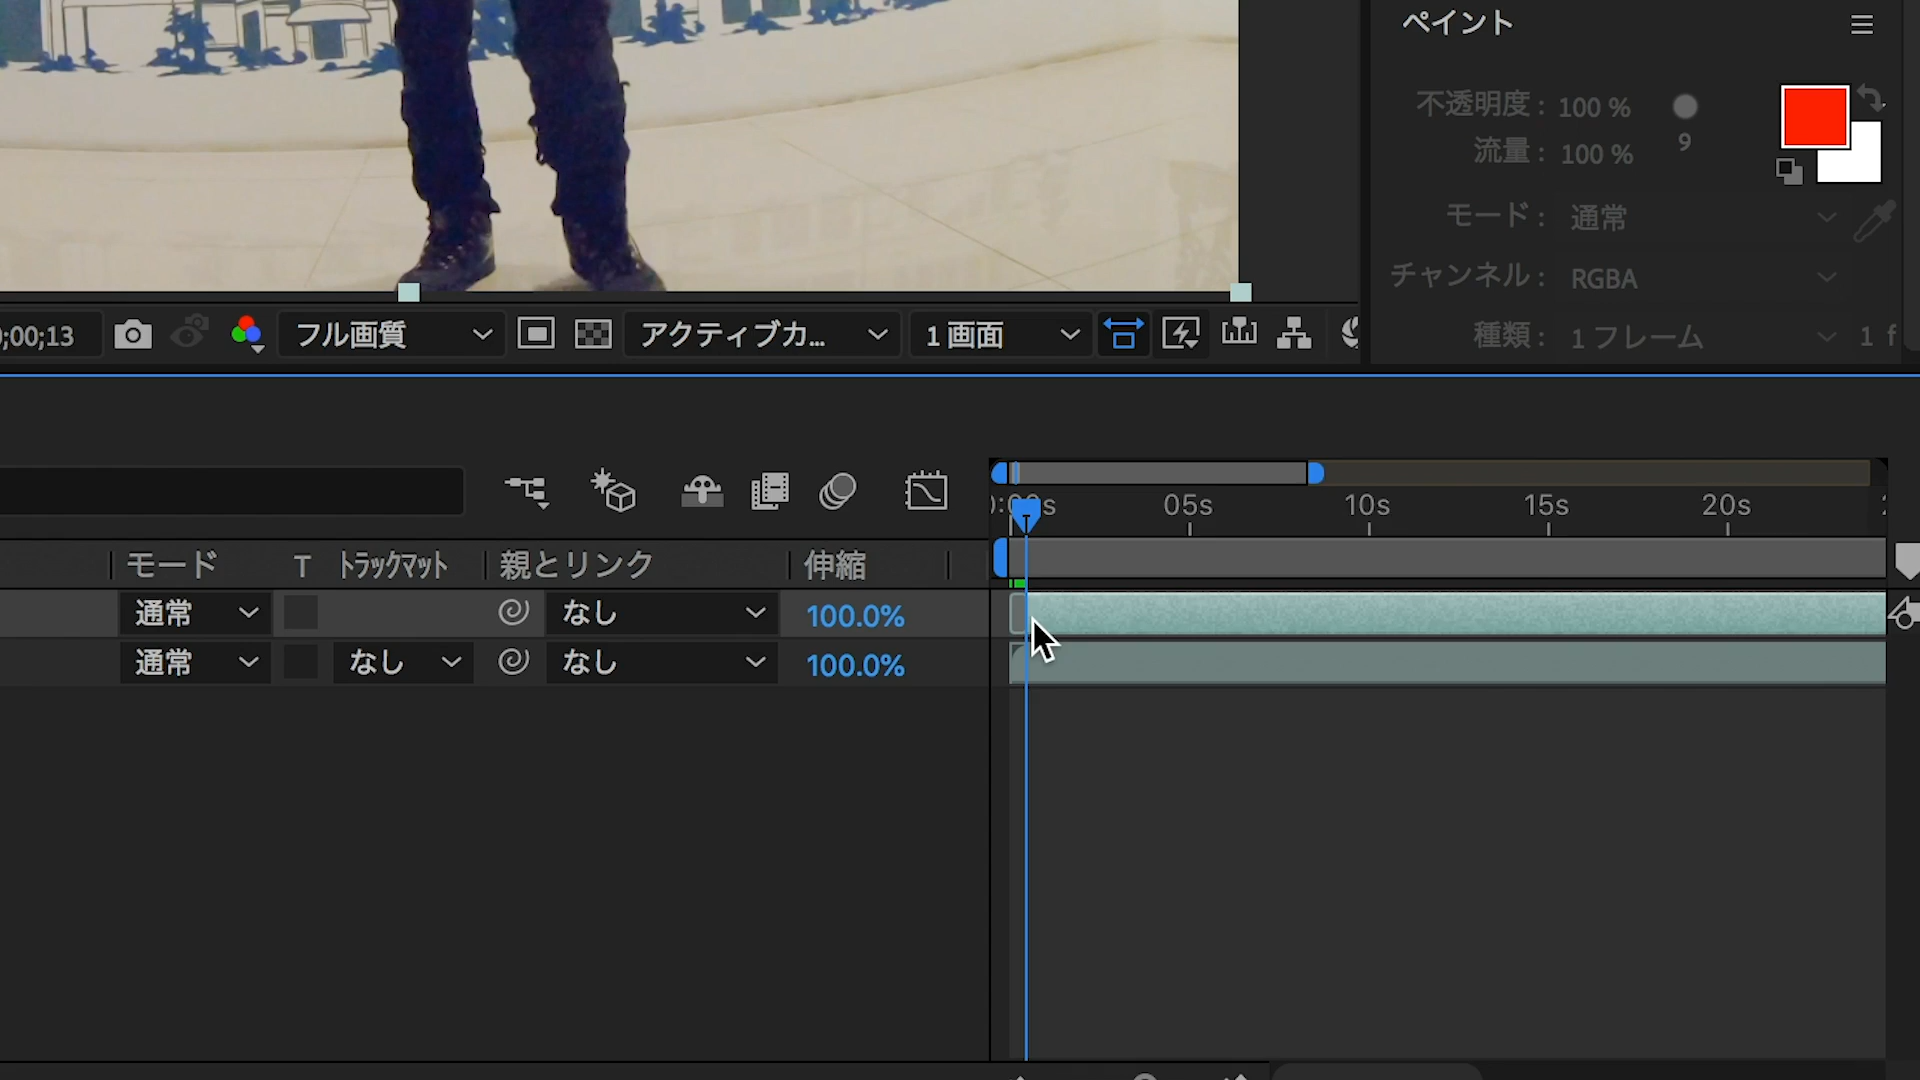 ペイント
不透明度 : 100 %
流量 : 100 %
9
モード : 通常
チャンネル : RGBA
種類 : 1 フレーム 1 f
;00;13 フル画質 アクティブカ... 1 画面
05s 10s 15s 20s
モード T トラックマット 親とリンク 伸縮
通常 なし 100.0%
通常 なし なし 100.0%